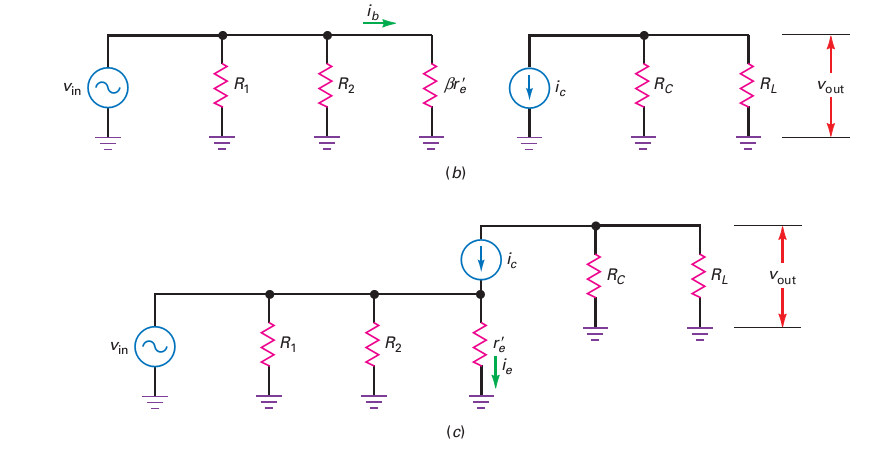 i_b
v_in
R_1
R_2
βr′_e
i_c
R_C
R_L
v_out
(b)
i_c
R_C
R_L
v_out
v_in
R_1
R_2
r′_e
i_e
(c)